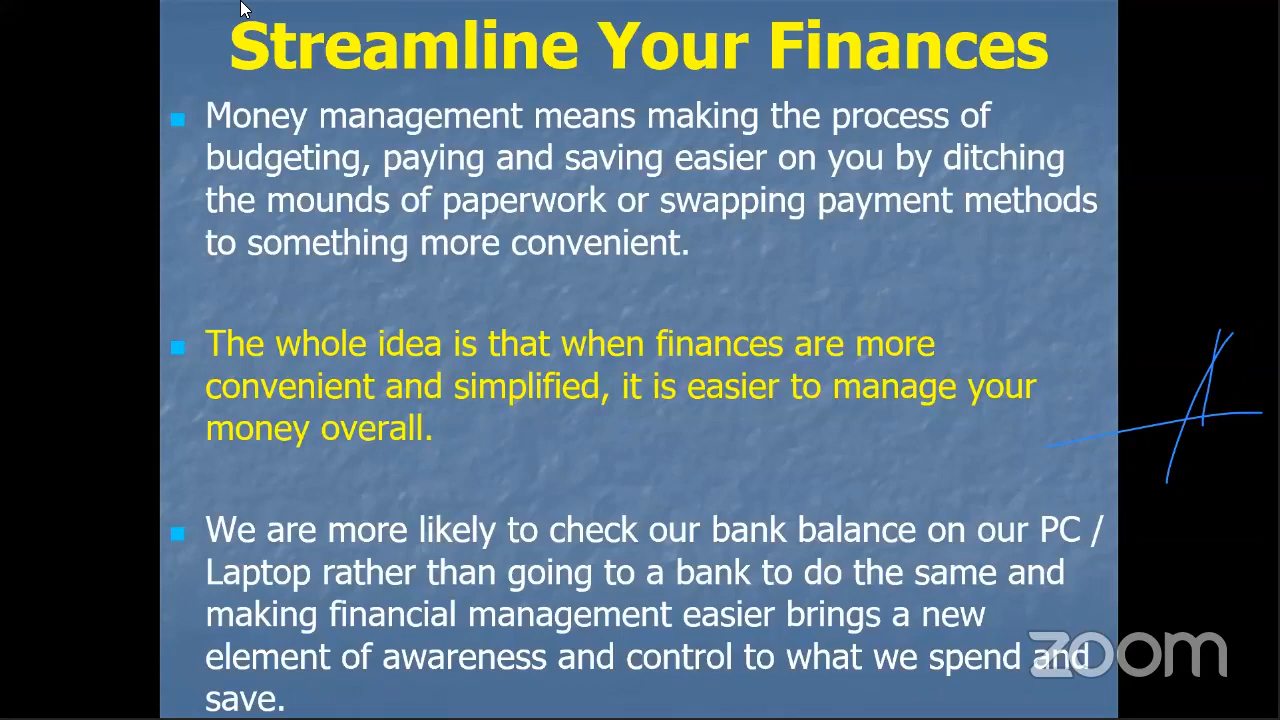 Streamline Your Finances
Money management means making the process of
budgeting, paying and saving easier on you by ditching
the mounds of paperwork or swapping payment methods
to something more convenient.
The whole idea is that when finances are more
convenient and simplified, it is easier to manage your
money overall.
We are more likely to check our bank balance on our PC /
Laptop rather than going to a bank to do the same and
making financial management easier brings a new
element of awareness and control to what we spend and
save.
zoom